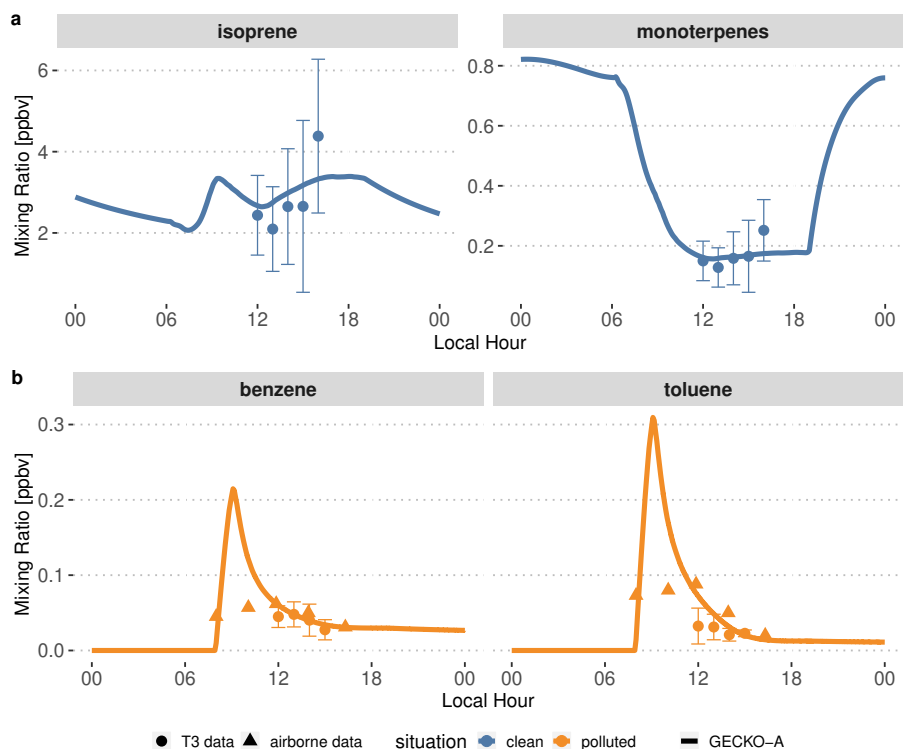 a
isoprene monoterpenes
Mixing Ratio [ppbv]
6
4
2
0.8
0.6
0.4
0.2
00 06 12 18 00 00 06 12 18 00
Local Hour
b
benzene toluene
Mixing Ratio [ppbv]
0.3
0.2
0.1
0.0
00 06 12 18 00 00 06 12 18 00
Local Hour
T3 data airborne data situation clean polluted GECKO−A